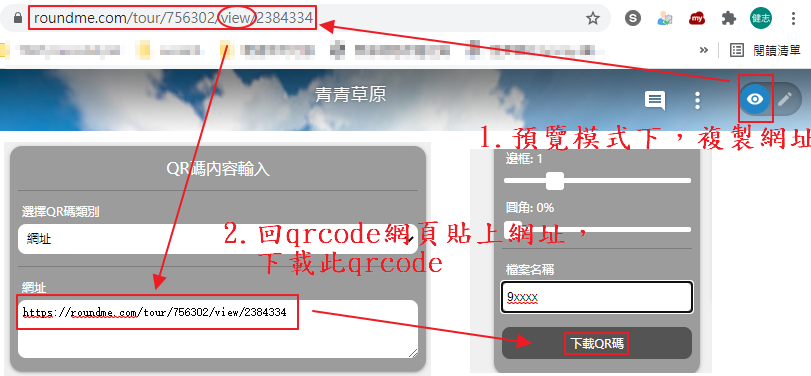 roundme.com/tour/756302/view/2384334
S
my
健志
»
閱讀清單
青青草原
1. 預覽模式下，複製網址
QR碼內容輸入
選擇QR碼類別
網址
2. 回qrcode網頁貼上網址，
下載此qrcode
網址
https://roundme.com/tour/756302/view/2384334
邊框: 1
圓角: 0%
檔案名稱
9xxxx
下載QR碼